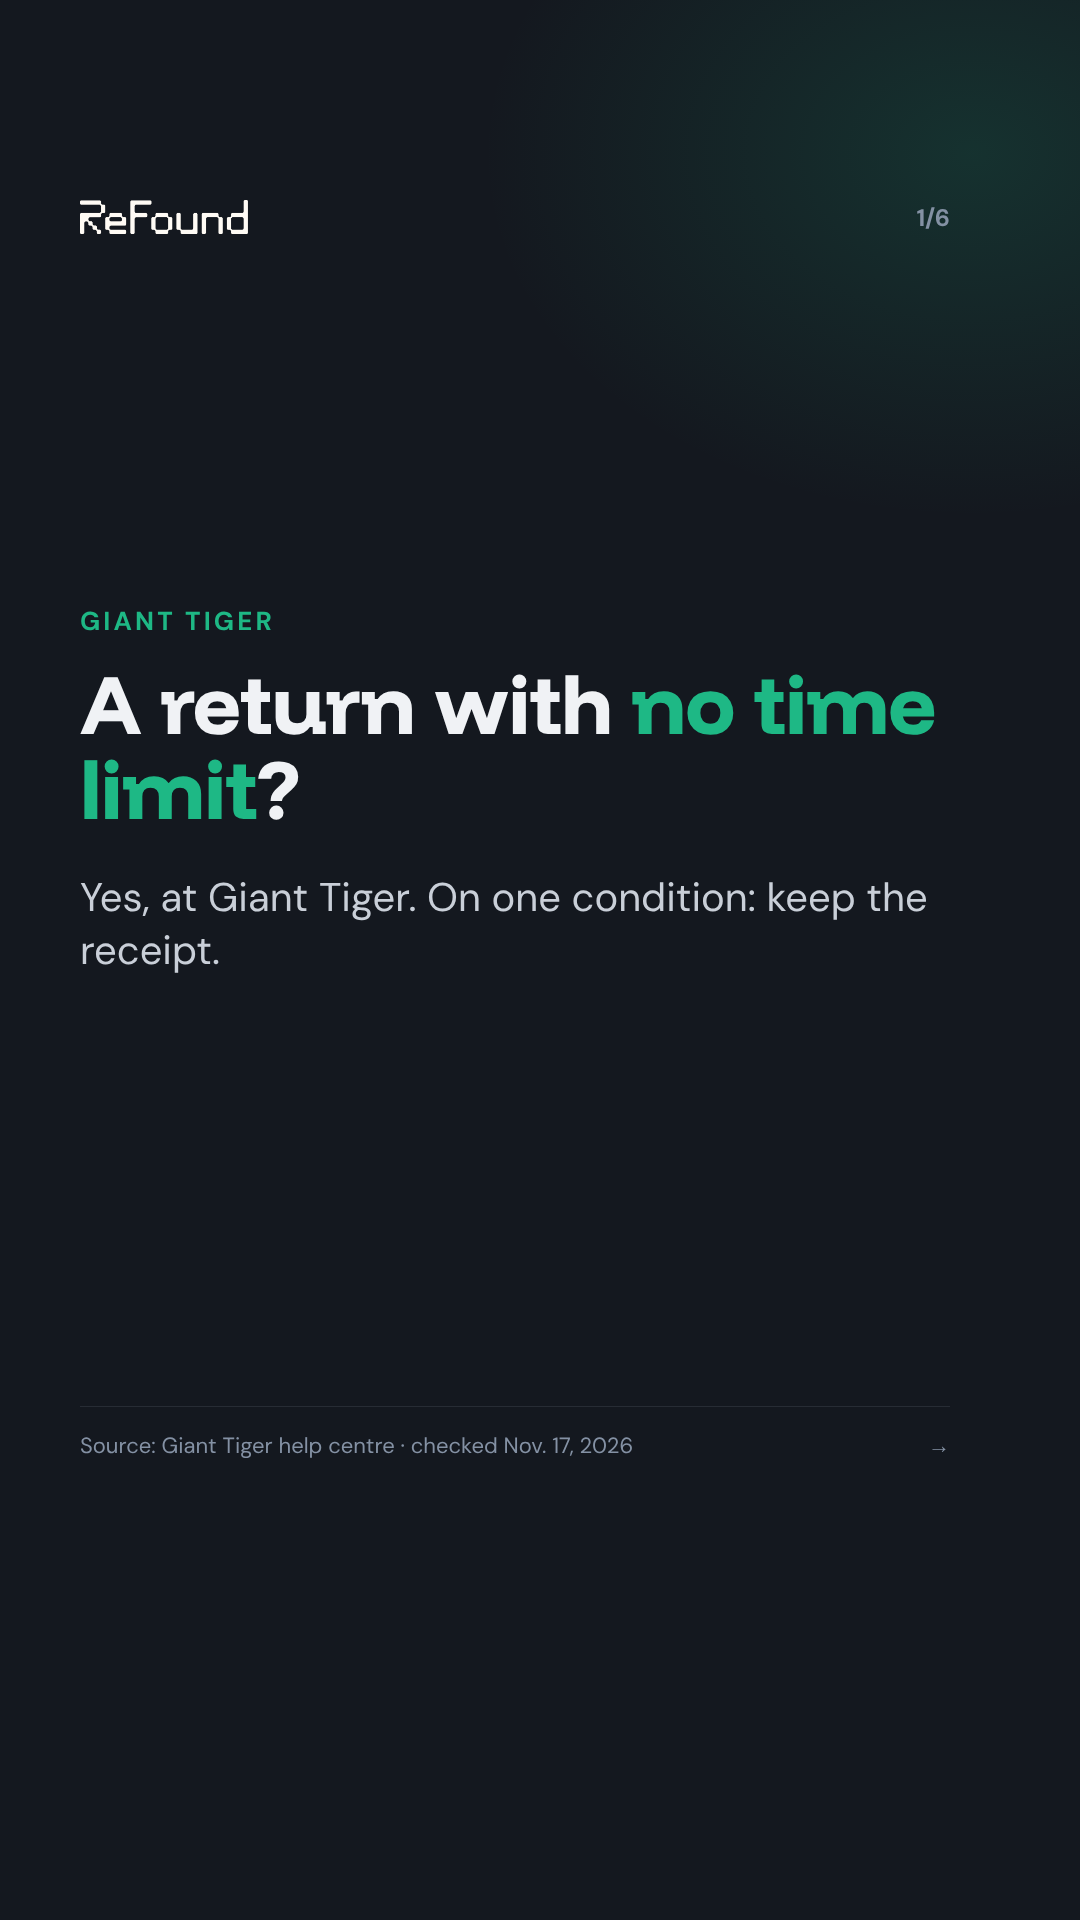 ReFound
1/6
GIANT TIGER
A return with no time
limit?
Yes, at Giant Tiger. On one condition: keep the
receipt.
Source: Giant Tiger help centre · checked Nov. 17, 2026 →